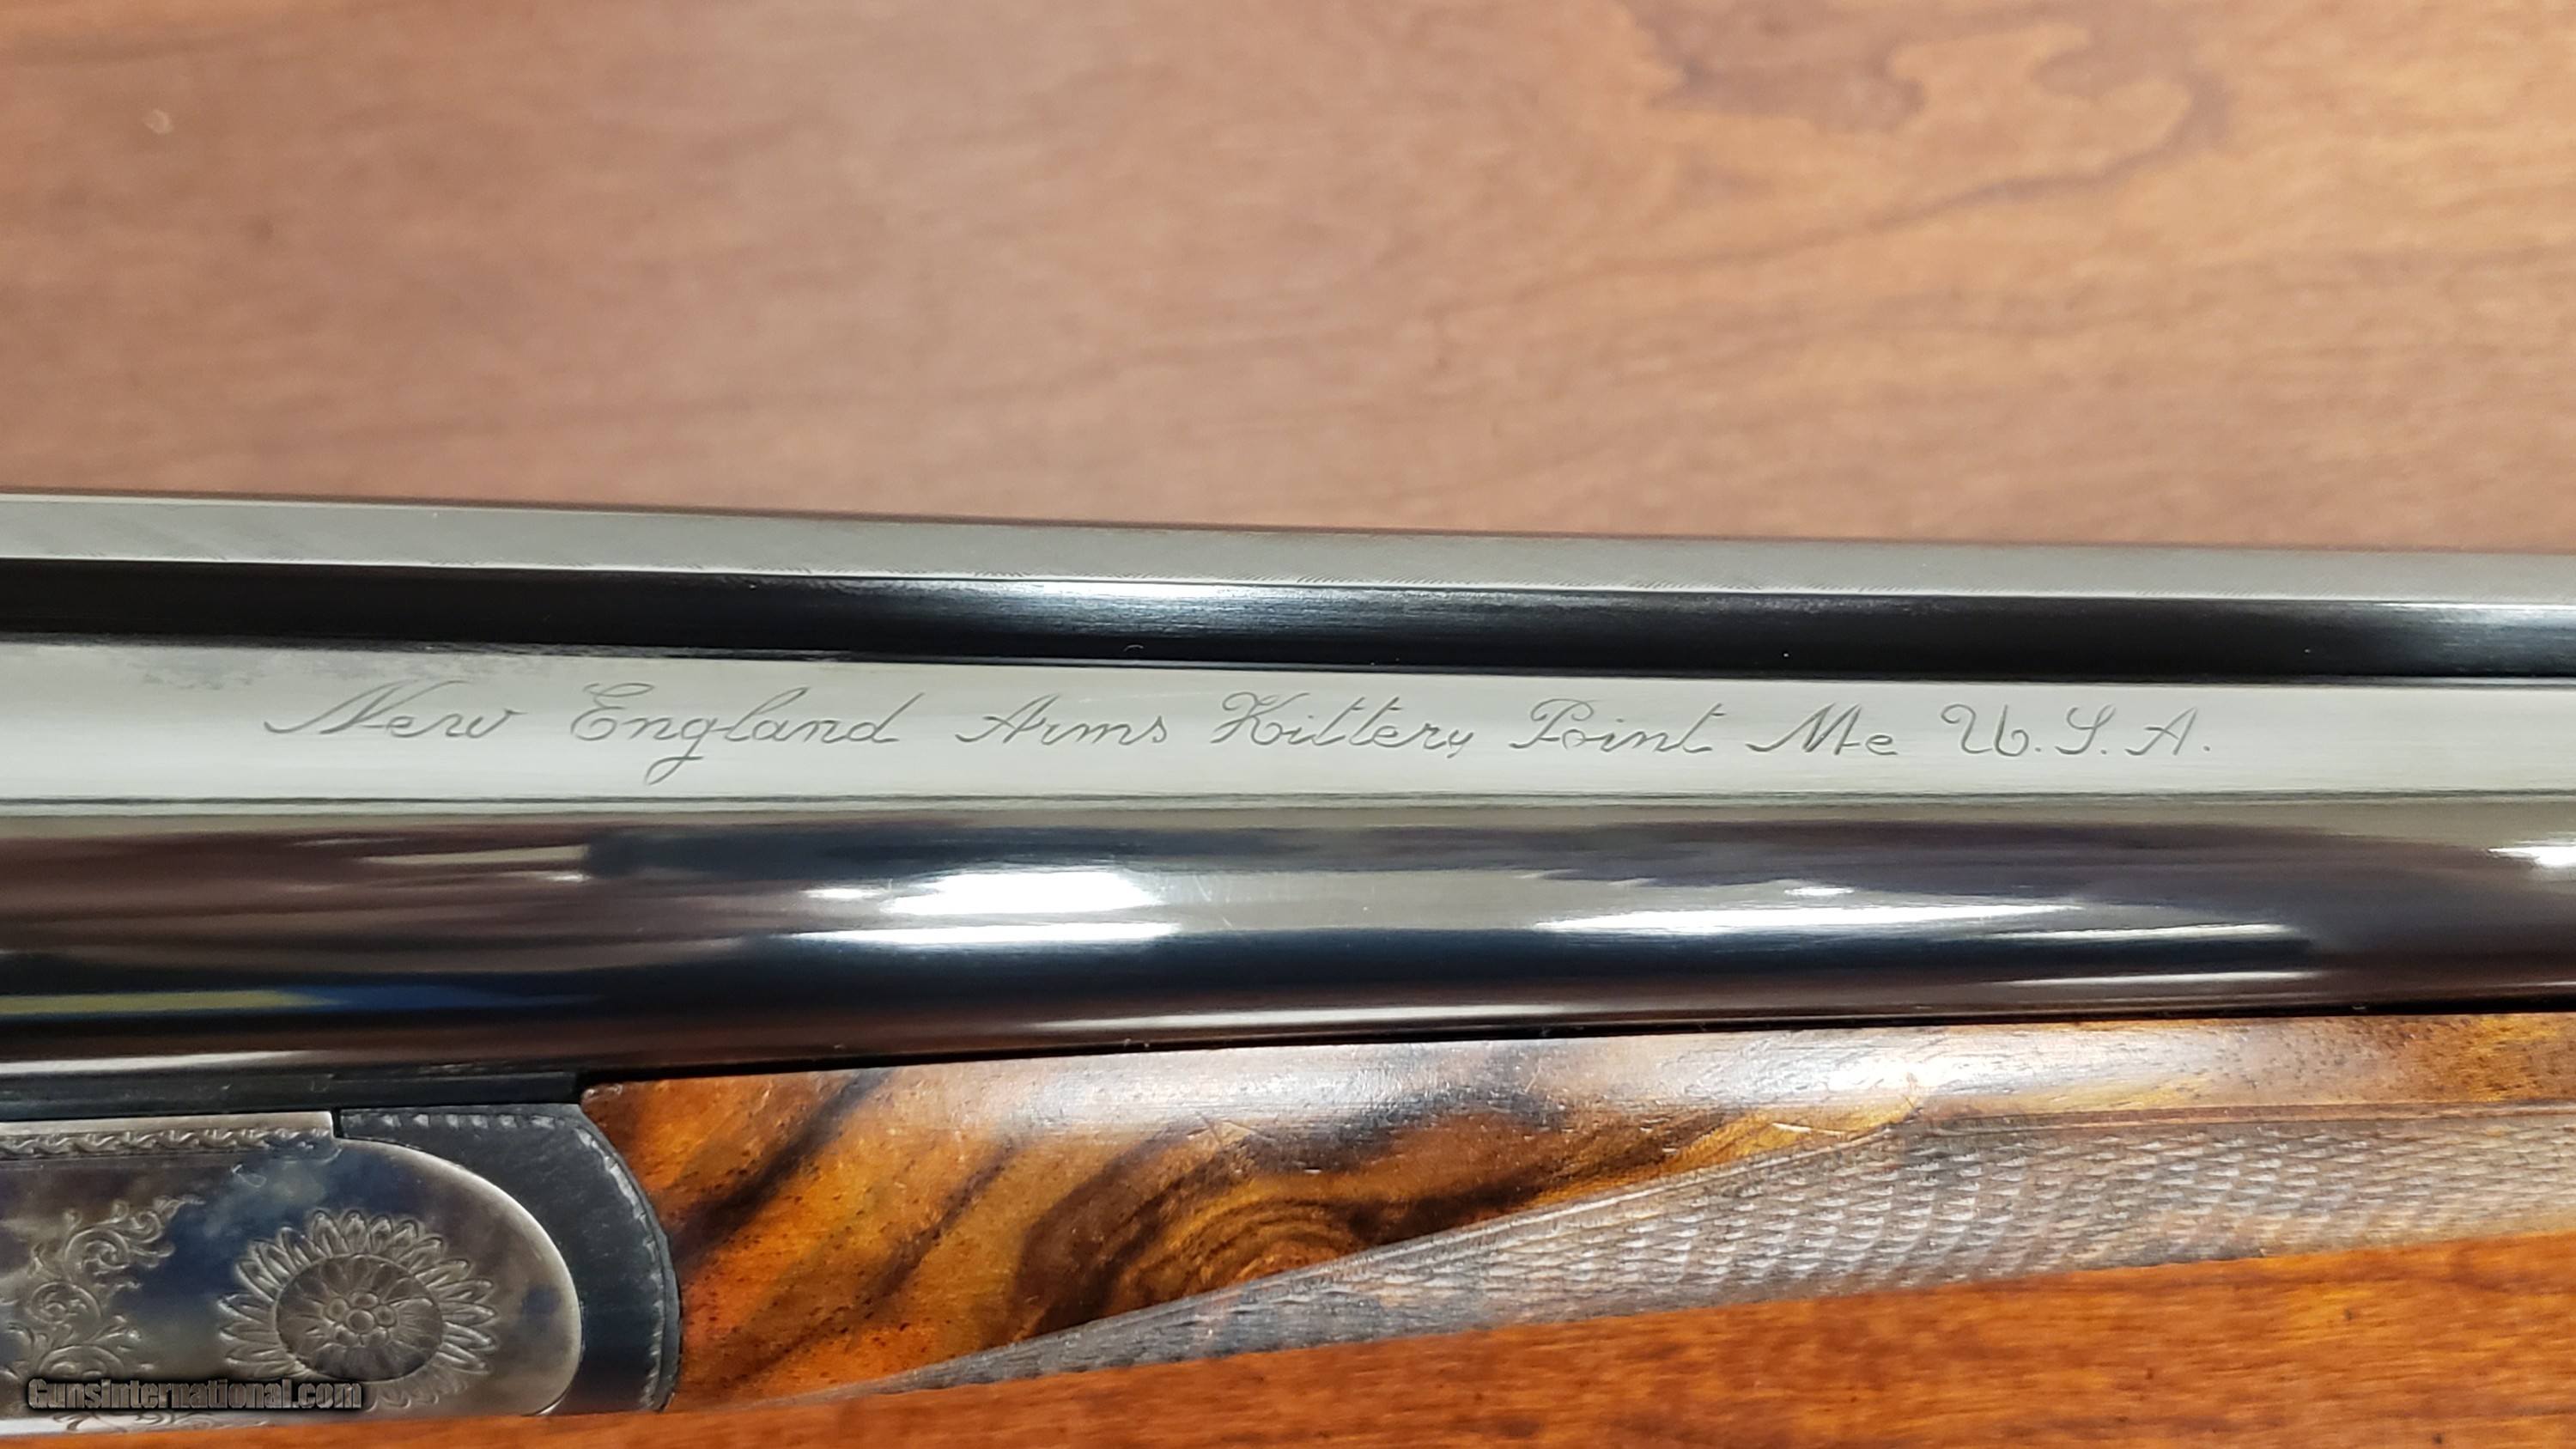 New England Arms Kittery Point Me U.S.A.
Gunsinternational.com